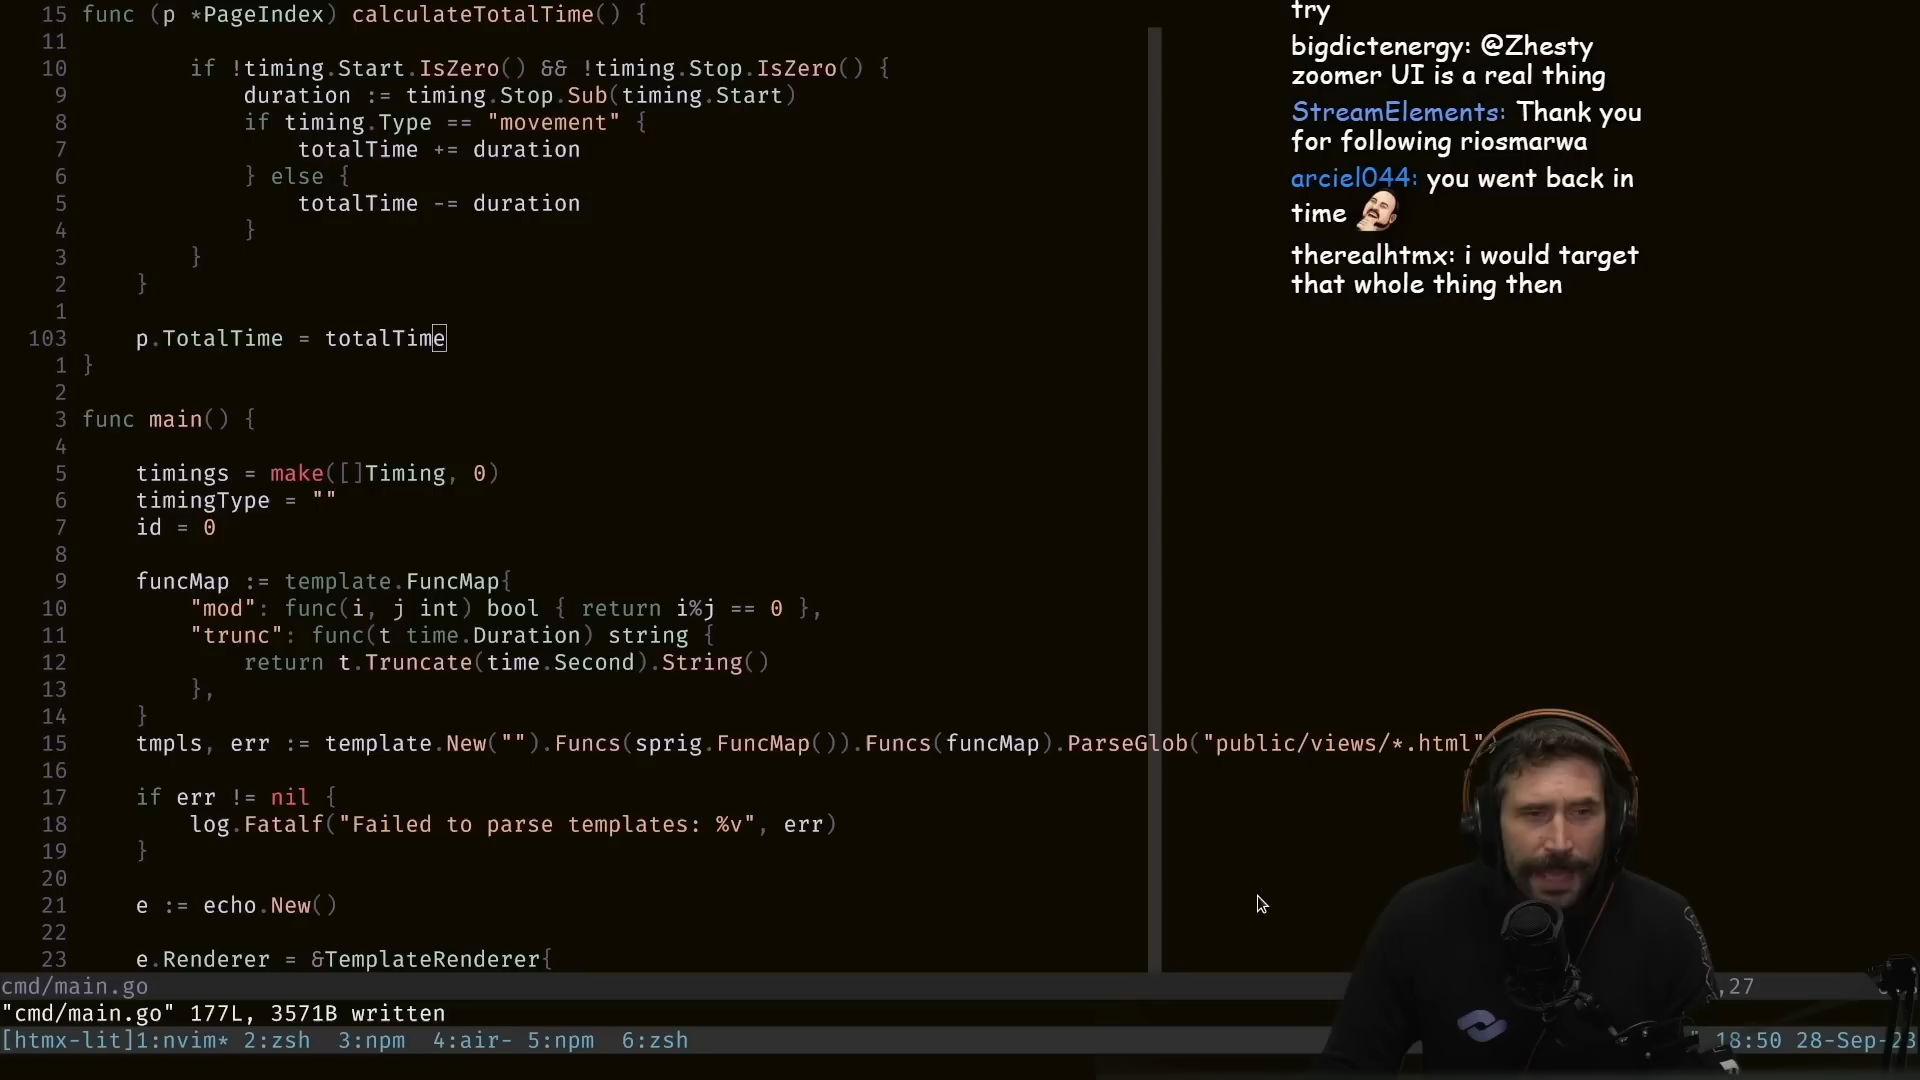 15 func (p *PageIndex) calculateTotalTime() {
11
10 if !timing.Start.IsZero() && !timing.Stop.IsZero() {
9 duration := timing.Stop.Sub(timing.Start)
8 if timing.Type == "movement" {
7 totalTime += duration
6 } else {
5 totalTime -= duration
4 }
3 }
2 }
1
103 p.TotalTime = totalTime
1 }
2
3 func main() {
4
5 timings = make([]Timing, 0)
6 timingType = ""
7 id = 0
8
9 funcMap := template.FuncMap{
10 "mod": func(i, j int) bool { return i%j == 0 },
11 "trunc": func(t time.Duration) string {
12 return t.Truncate(time.Second).String()
13 },
14 }
15 tmpls, err := template.New("").Funcs(sprig.FuncMap()).Funcs(funcMap).ParseGlob("public/views/*.html")
16
17 if err != nil {
18 log.Fatalf("Failed to parse templates: %v", err)
19 }
20
21 e := echo.New()
22
23 e.Renderer = &TemplateRenderer{
cmd/main.go ,27
"cmd/main.go" 177L, 3571B written
[htmx-lit]1:nvim* 2:zsh 3:npm 4:air- 5:npm 6:zsh " 18:50 28-Sep-23
try
bigdictenergy: @Zhesty
zoomer UI is a real thing
StreamElements: Thank you
for following riosmarwa
arciel044: you went back in
time
therealhtmx: i would target
that whole thing then